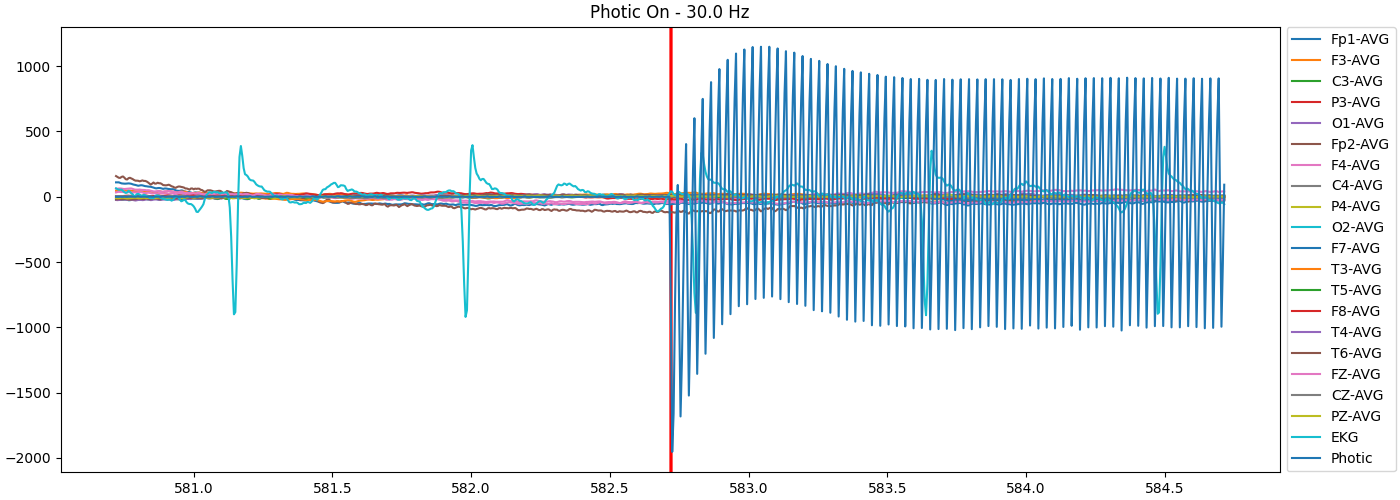 Photic On - 30.0 Hz
1000
500
0
−500
−1000
−1500
−2000
581.0 581.5 582.0 582.5 583.0 583.5 584.0 584.5
Fp1-AVG
F3-AVG
C3-AVG
P3-AVG
O1-AVG
Fp2-AVG
F4-AVG
C4-AVG
P4-AVG
O2-AVG
F7-AVG
T3-AVG
T5-AVG
F8-AVG
T4-AVG
T6-AVG
FZ-AVG
CZ-AVG
PZ-AVG
EKG
Photic